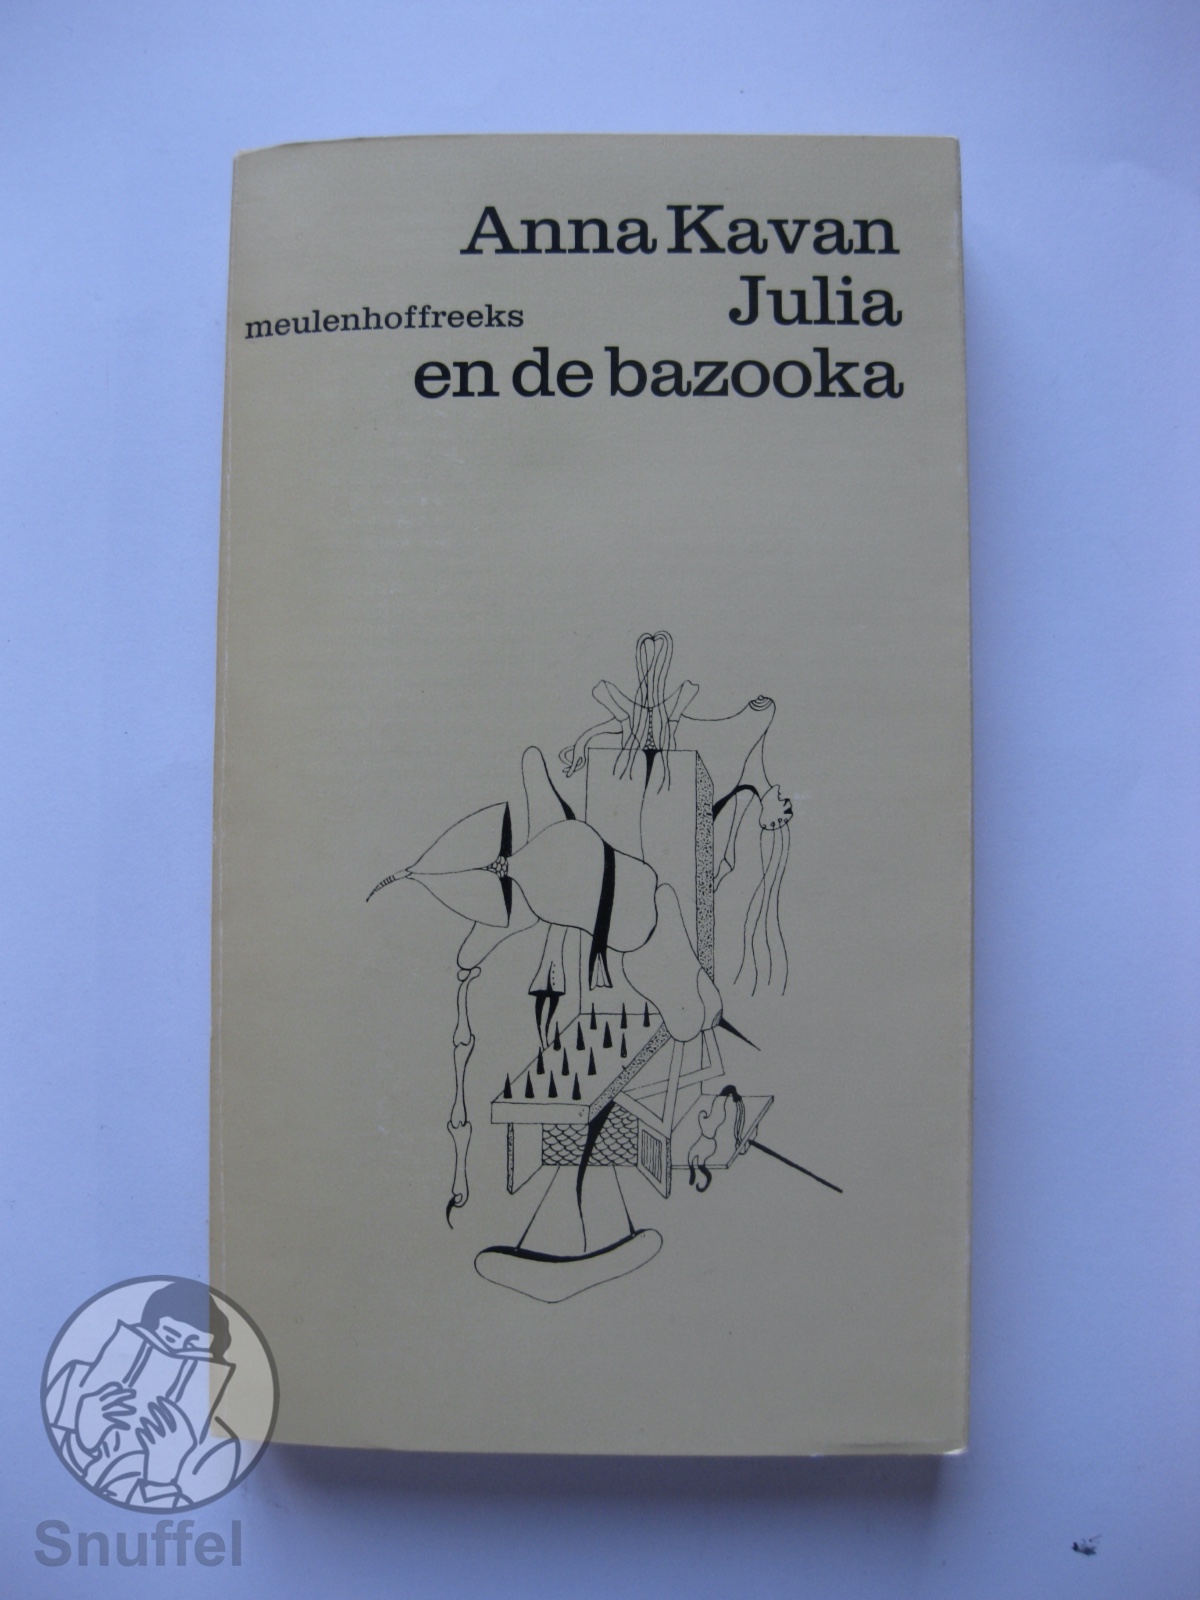 Anna Kavan
Julia
meulenhoffreeks
en de bazooka
Snuffel